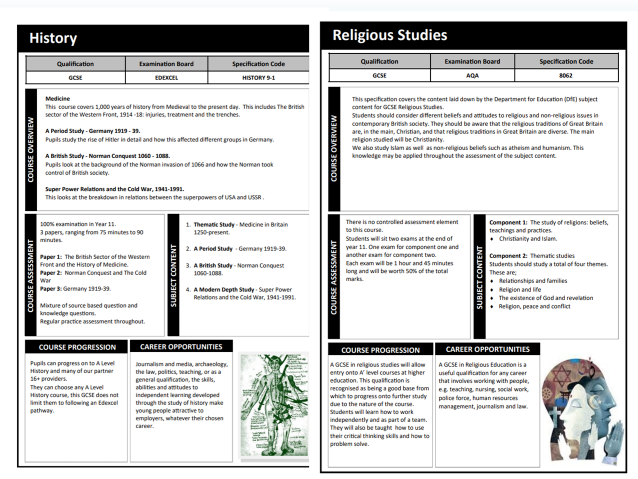 History
Qualification
Examination Board
Specification Code
GCSE
EDEXCEL
HISTORY 9-1
COURSE OVERVIEW
Medicine
This course covers 1,000 years of history from Medieval to the present day. This includes The British
sector of the Western Front, 1914 -18: injuries, treatment and the trenches.
A Period Study - Germany 1919 - 39.
Pupils study the rise of Hitler in detail and how this affected different groups in Germany.
A British Study - Norman Conquest 1060 - 1088.
Pupils look at the background of the Norman invasion of 1066 and how the Norman took
control of British society.
Super Power Relations and the Cold War, 1941-1991.
This looks at the breakdown in relations between the superpowers of USA and USSR .
COURSE ASSESSMENT
100% examination in Year 11.
3 papers, ranging from 75 minutes to 90
minutes.
Paper 1: The British Sector of the Western
Front and the History of Medicine.
Paper 2: Norman Conquest and The Cold
War
Paper 3: Germany 1919-39.
Mixture of source based question and
knowledge questions.
Regular practice assessment throughout.
SUBJECT CONTENT
1. Thematic Study - Medicine in Britain
1250-present.
2. A Period Study - Germany 1919-39.
3. A British Study - Norman Conquest
1060-1088.
4. A Modern Depth Study - Super Power
Relations and the Cold War, 1941-1991.
COURSE PROGRESSION
Pupils can progress on to A Level
History and many of our partner
16+ providers.
They can choose any A Level
History course, this GCSE does not
limit them to following an Edexcel
pathway.
CAREER OPPORTUNITIES
Journalism and media, archaeology,
the law, politics, teaching, or as a
general qualification, the skills,
abilities and attitudes to
independent learning developed
through the study of history make
young people attractive to
employers, whatever their chosen
career.
Religious Studies
Qualification
Examination Board
Specification Code
GCSE
AQA
8062
COURSE OVERVIEW
This specification covers the content laid down by the Department for Education (DfE) subject
content for GCSE Religious Studies.
Students should consider different beliefs and attitudes to religious and non-religious issues in
contemporary British society. They should be aware that the religious traditions of Great Britain
are, in the main, Christian, and that religious traditions in Great Britain are diverse. The main
religion studied will be Christianity.
We also study Islam as well as non-religious beliefs such as atheism and humanism. This
knowledge may be applied throughout the assessment of the subject content.
COURSE ASSESSMENT
There is no controlled assessment element
to this course.
Students will sit two exams at the end of
year 11. One exam for component one and
another exam for component two.
Each exam will be 1 hour and 45 minutes
long and will be worth 50% of the total
marks.
SUBJECT CONTENT
Component 1: The study of religions: beliefs,
teachings and practices.
♦ Christianity and Islam.
Component 2: Thematic studies
Students should study a total of four themes.
These are;
♦ Relationships and families
♦ Religion and life
♦ The existence of God and revelation
♦ Religion, peace and conflict
COURSE PROGRESSION
A GCSE in religious studies will allow
entry onto A' level courses at higher
education. This qualification is
recognised as being a good base from
which to progress onto further study
due to the nature of the course.
Students will learn how to work
independently and as part of a team.
They will also be taught how to use
their critical thinking skills and how to
problem solve.
CAREER OPPORTUNITIES
A GCSE in Religious Education is a
useful qualification for any career
that involves working with people,
e.g. teaching, nursing, social work,
police force, human resources
management, journalism and law.